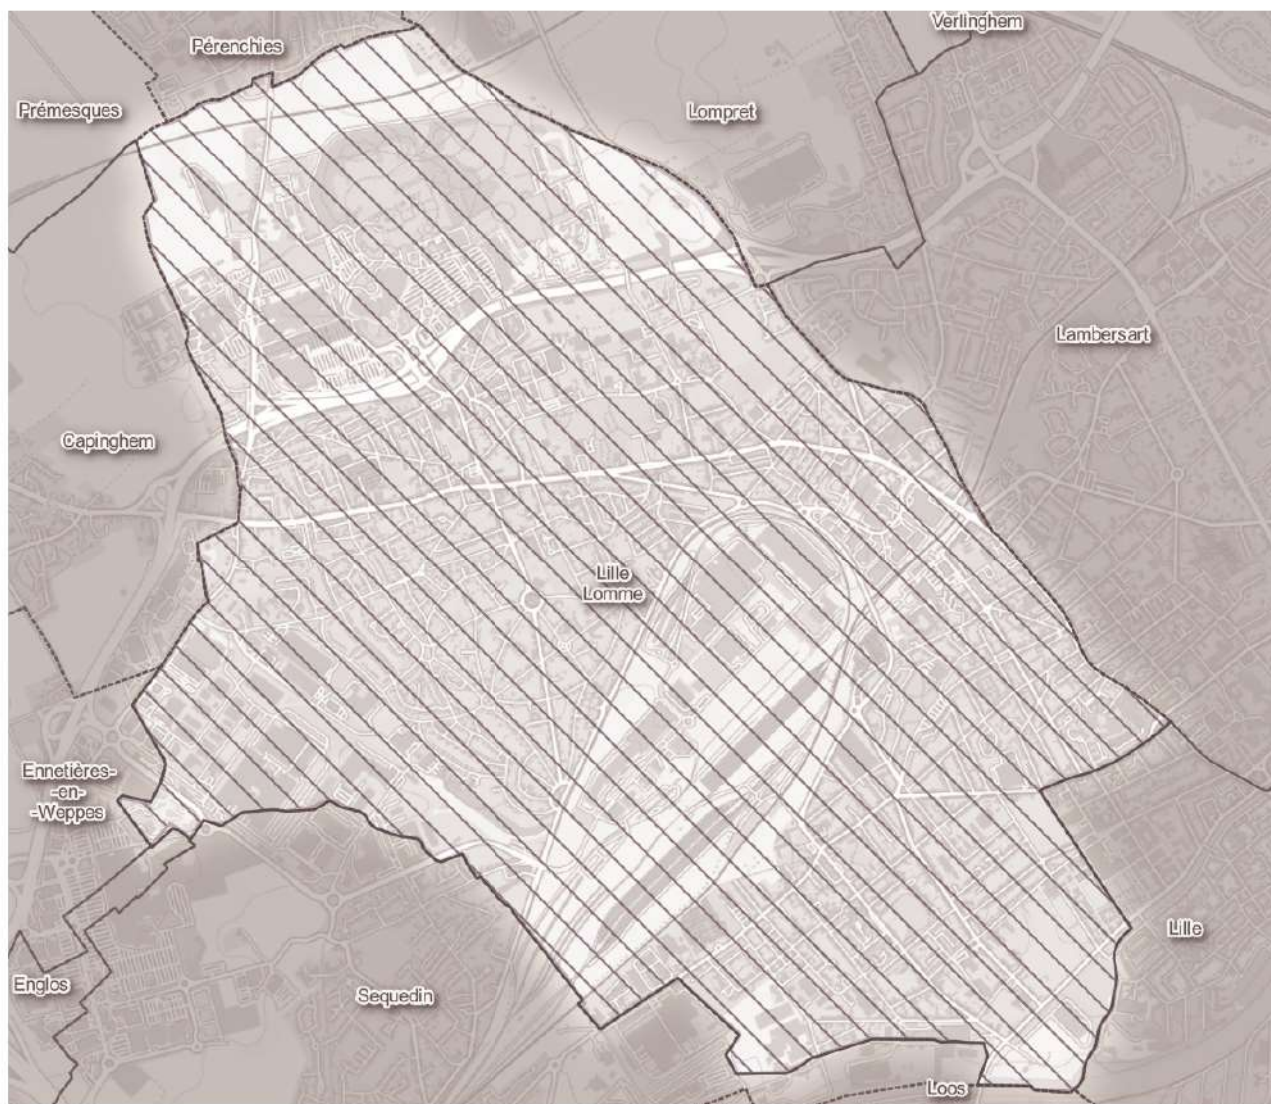 Verlinghem
Pérenchies
Prémesques
Lompret
Lambersart
Capinghem
Lille
Lomme
Ennetières-
-en-
-Weppes
Lille
Englos
Sequedin
Loos